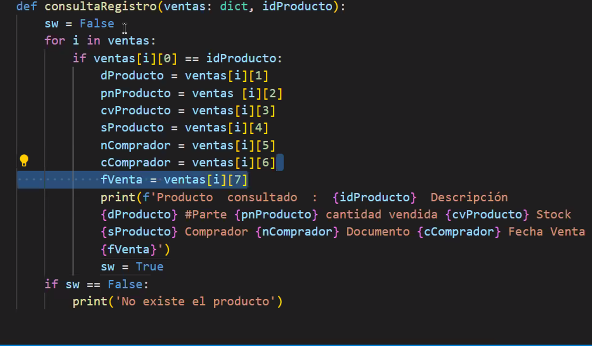 def consultaRegistro(ventas: dict, idProducto):
    sw = False
    for i in ventas:
        if ventas[i][0] == idProducto:
            dProducto = ventas[i][1]
            pnProducto = ventas [i][2]
            cvProducto = ventas[i][3]
            sProducto = ventas[i][4]
            nComprador = ventas[i][5]
            cComprador = ventas[i][6]
            fVenta = ventas[i][7]
            print(f'Producto  consultado  :  {idProducto}  Descripción
            {dProducto} #Parte {pnProducto} cantidad vendida {cvProducto} Stock
            {sProducto} Comprador {nComprador} Documento {cComprador} Fecha Venta
            {fVenta}')
            sw = True
    if sw == False:
        print('No existe el producto')